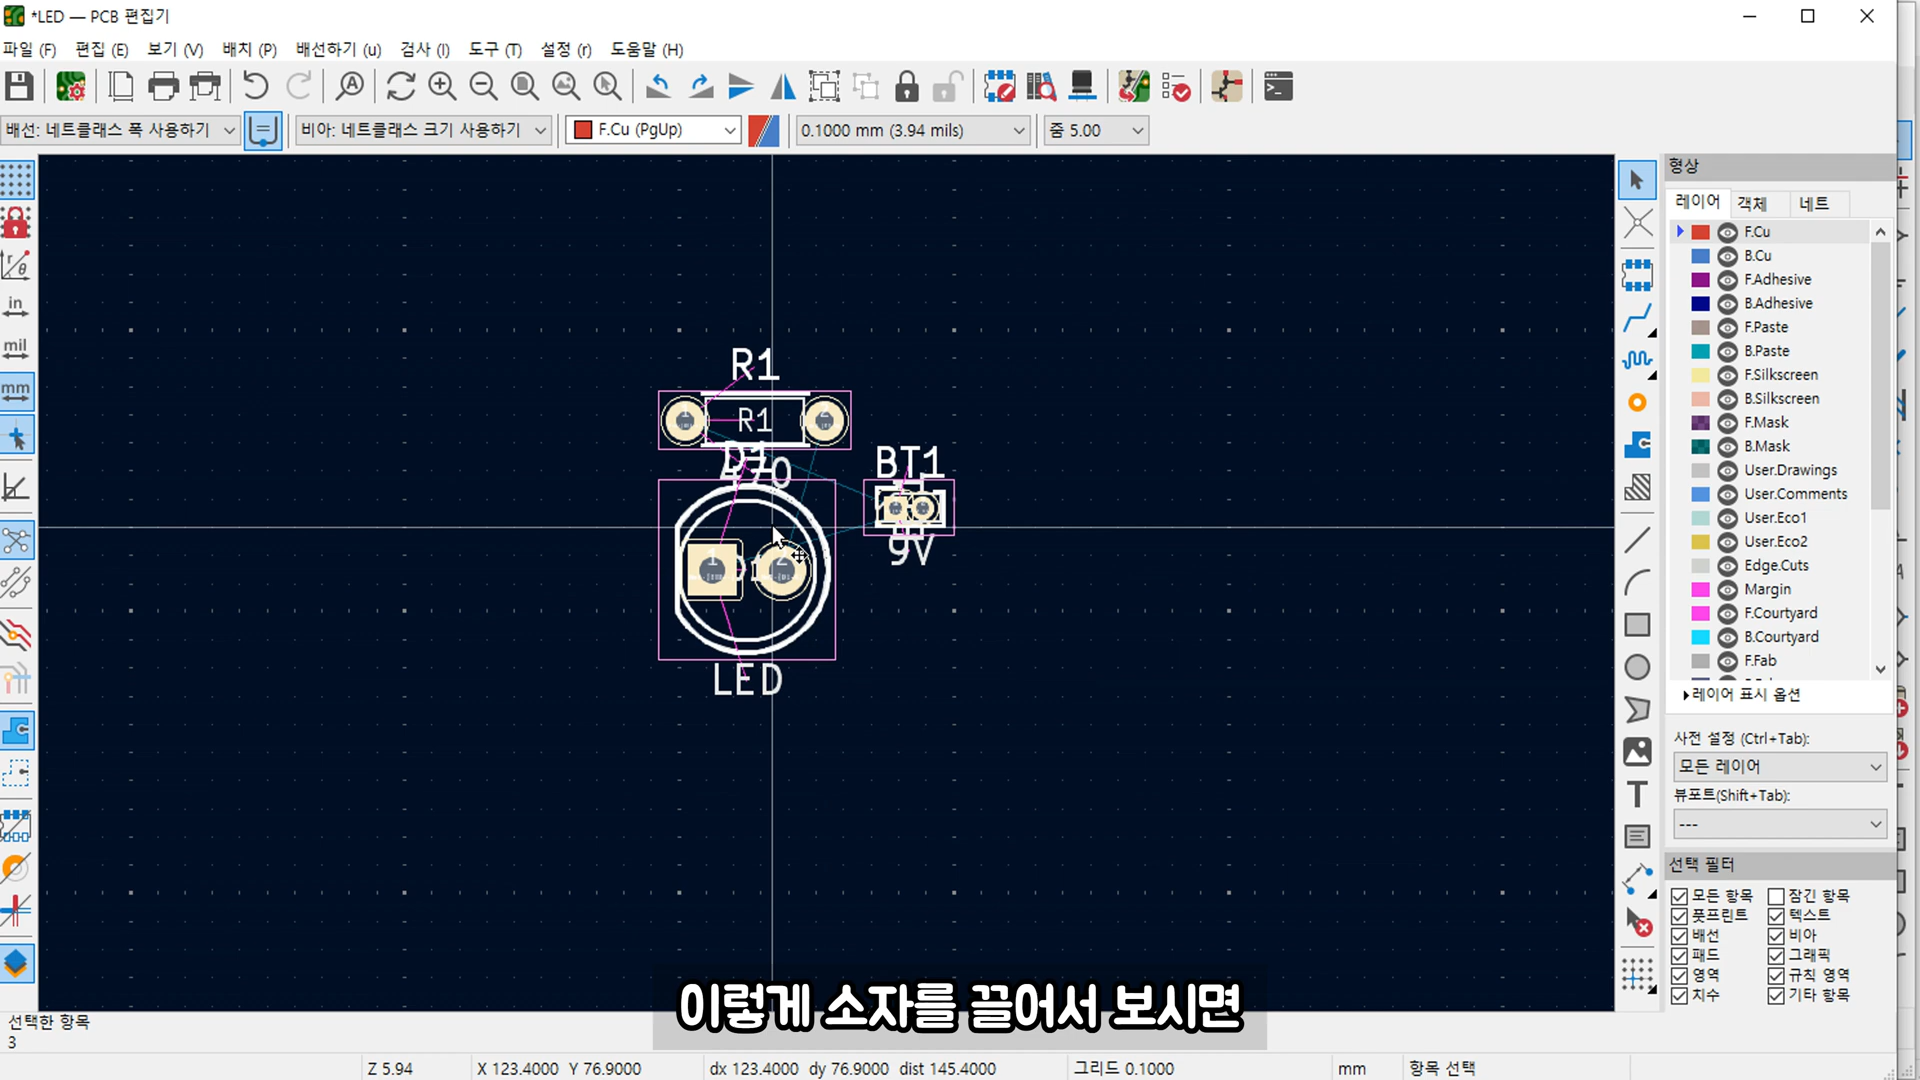 *LED — PCB 편집기
파일 (F) 편집 (E) 보기 (V) 배치 (P) 배선하기 (u) 검사 (I) 도구 (T) 설정 (r) 도움말 (H)
배선: 네트클래스 폭 사용하기 비아: 네트클래스 크기 사용하기 F.Cu (PgUp) 0.1000 mm (3.94 mils) 줌 5.00
in
mil
mm
R1
R1
D1
470
BT1
9V
1
2
LED
형상
레이어 객체 네트
F.Cu
B.Cu
F.Adhesive
B.Adhesive
F.Paste
B.Paste
F.Silkscreen
B.Silkscreen
F.Mask
B.Mask
User.Drawings
User.Comments
User.Eco1
User.Eco2
Edge.Cuts
Margin
F.Courtyard
B.Courtyard
F.Fab
레이어 표시 옵션
사전 설정 (Ctrl+Tab):
모든 레이어
뷰포트(Shift+Tab):
---
선택 필터
모든 항목 잠긴 항목
풋프린트 텍스트
배선 비아
패드 그래픽
영역 규칙 영역
치수 기타 항목
이렇게 소자를 끌어서 보시면
선택한 항목
3
Z 5.94 X 123.4000 Y 76.9000 dx 123.4000 dy 76.9000 dist 145.4000 그리드 0.1000 mm 항목 선택